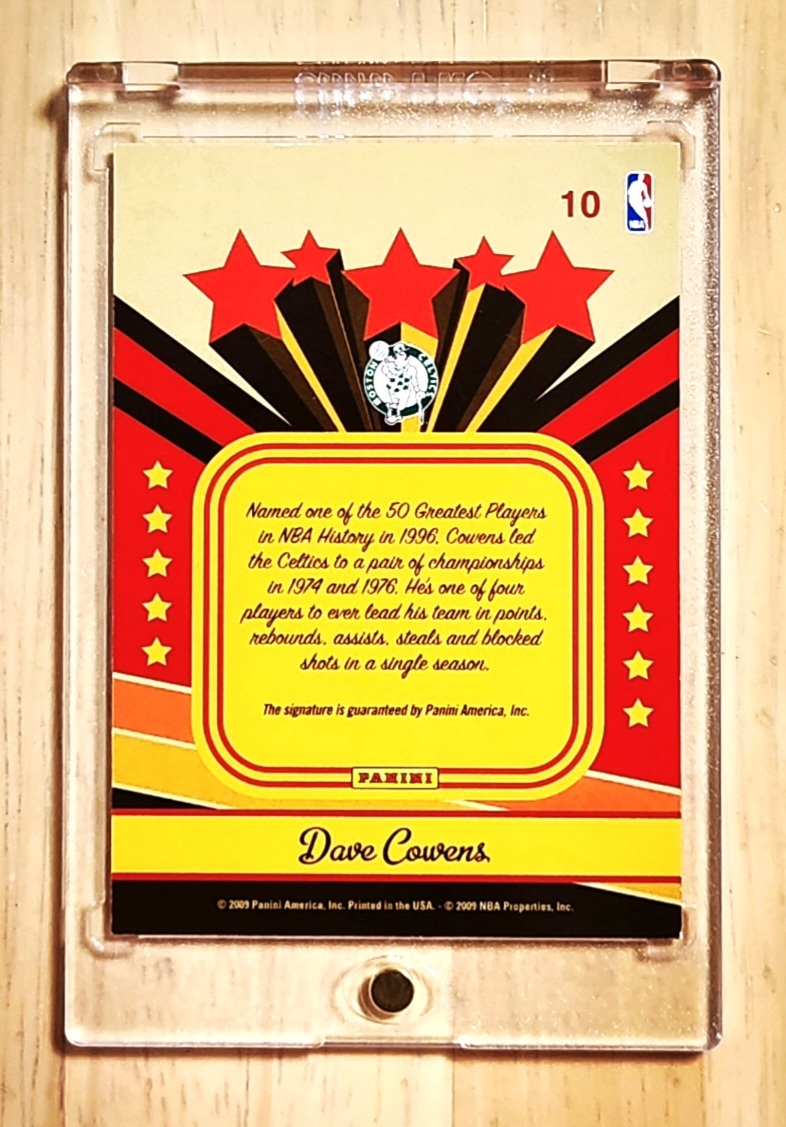 10
NBA
BOSTON CELTICS
Named one of the 50 Greatest Players
in NBA History in 1996, Cowens led
the Celtics to a pair of championships
in 1974 and 1976. He's one of four
players to ever lead his team in points,
rebounds, assists, steals and blocked
shots in a single season.
The signature is guaranteed by Panini America, Inc.
PANINI
Dave Cowens
© 2009 Panini America, Inc. Printed in the USA. - © 2009 NBA Properties, Inc.